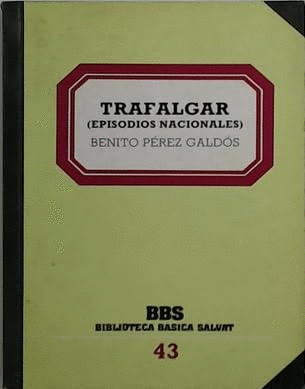 TRAFALGAR
(EPISODIOS NACIONALES)
BENITO PÉREZ GALDÓS
BBS
BIBLIOTECA BASICA SALVAT
43